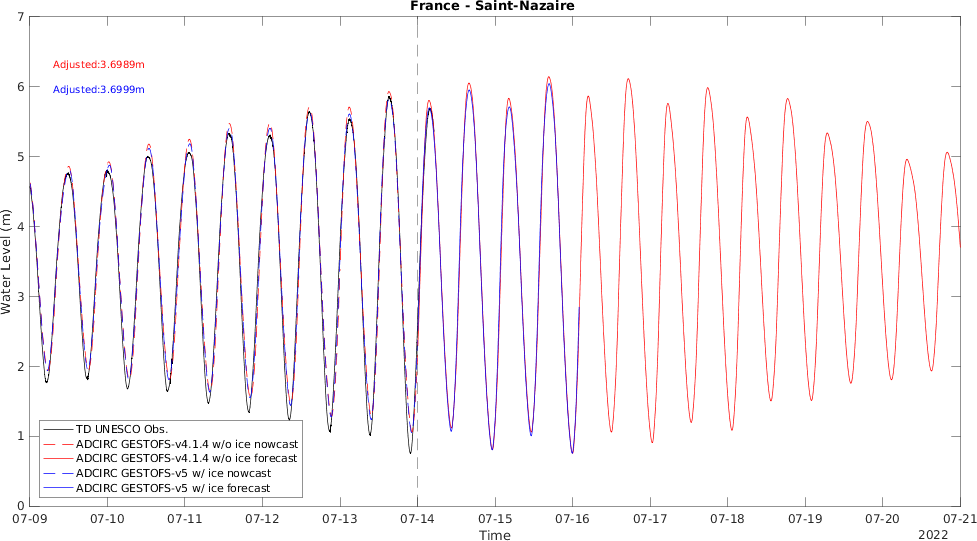 France - Saint-Nazaire
7
6
5
4
3
2
1
0
Water Level (m)
Adjusted:3.6989m
Adjusted:3.6999m
TD UNESCO Obs.
ADCIRC GESTOFS-v4.1.4 w/o ice nowcast
ADCIRC GESTOFS-v4.1.4 w/o ice forecast
ADCIRC GESTOFS-v5 w/ ice nowcast
ADCIRC GESTOFS-v5 w/ ice forecast
07-09 07-10 07-11 07-12 07-13 07-14 07-15 07-16 07-17 07-18 07-19 07-20 07-21
Time
2022